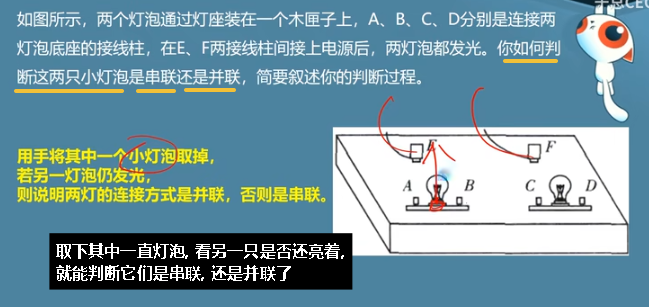 如图所示，两个灯泡通过灯座装在一个木匣子上，A、B、C、D分别是连接两
灯泡底座的接线柱，在E、F两接线柱间接上电源后，两灯泡都发光。你如何判
断这两只小灯泡是串联还是并联，简要叙述你的判断过程。
用手将其中一个小灯泡取掉，
若另一灯泡仍发光，
则说明两灯的连接方式是并联，否则是串联。
E
F
A
B
C
D
取下其中一直灯泡, 看另一只是否还亮着,
就能判断它们是串联, 还是并联了